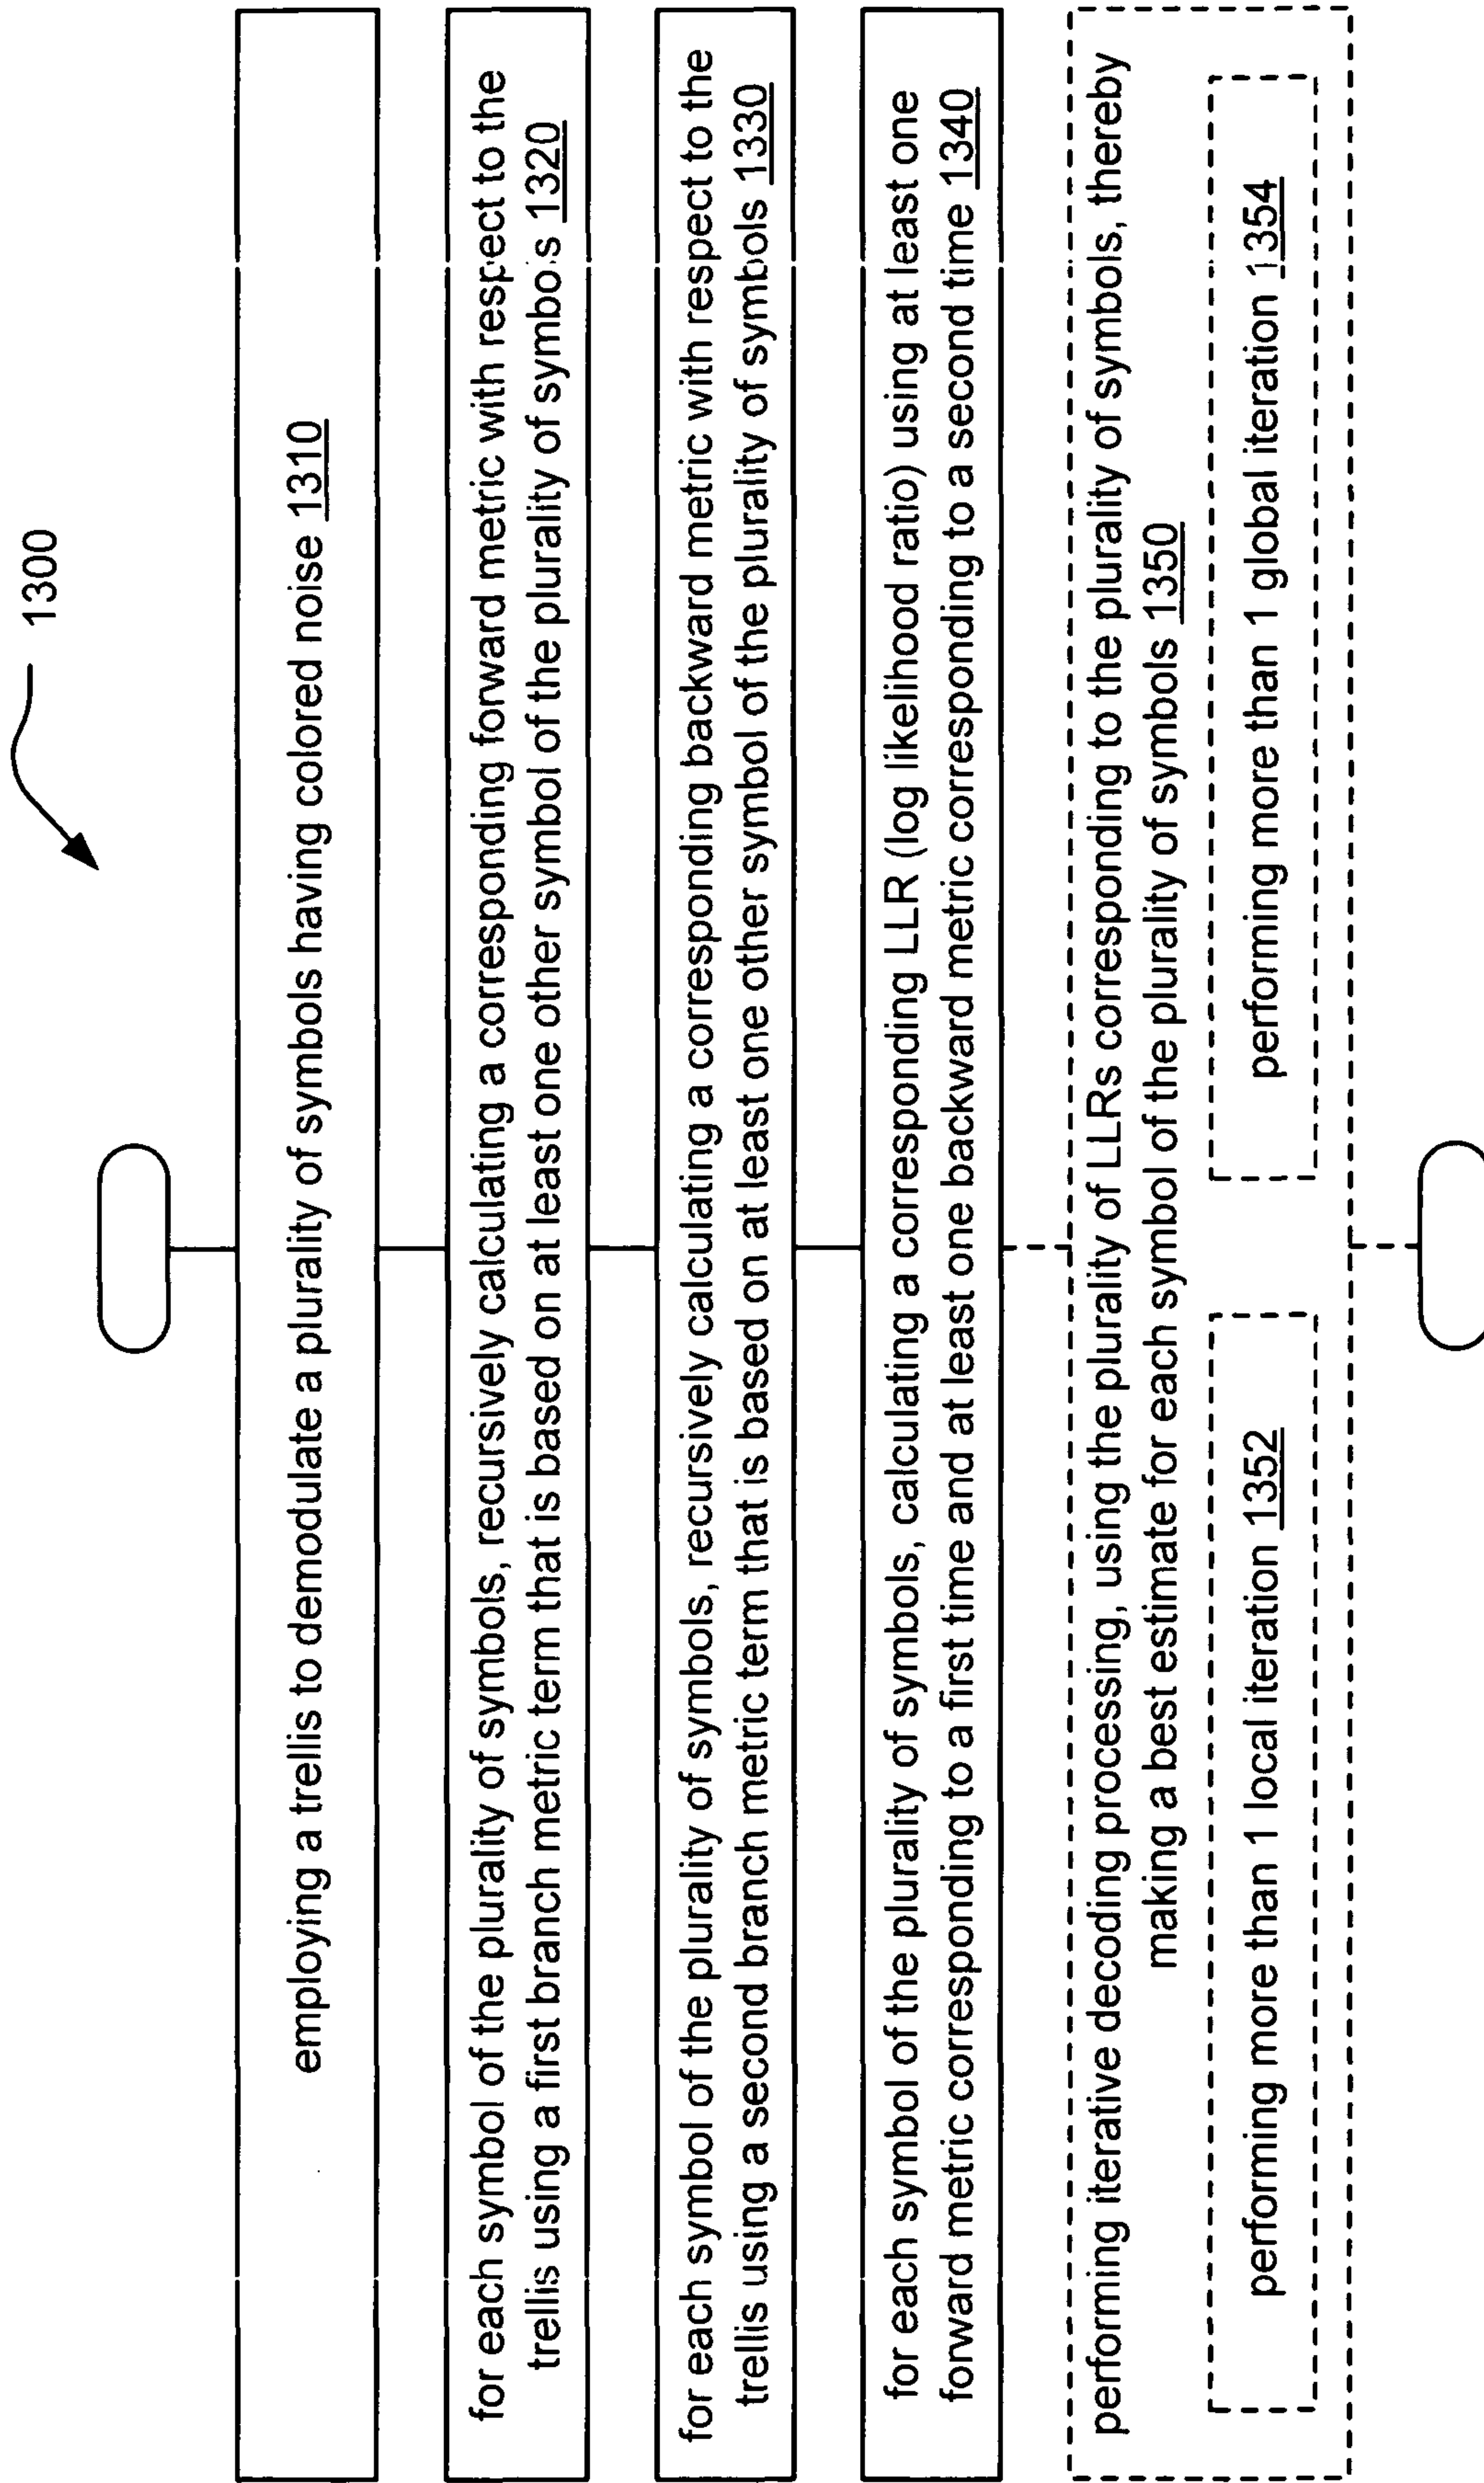 1300
employing a trellis to demodulate a plurality of symbols having colored noise 1310
for each symbol of the plurality of symbols, recursively calculating a corresponding forward metric with respect to the
trellis using a first branch metric term that is based on at least one other symbol of the plurality of symbols 1320
for each symbol of the plurality of symbols, recursively calculating a corresponding backward metric with respect to the
trellis using a second branch metric term that is based on at least one other symbol of the plurality of symbols 1330
for each symbol of the plurality of symbols, calculating a corresponding LLR (log likelihood ratio) using at least one
forward metric corresponding to a first time and at least one backward metric corresponding to a second time 1340
performing iterative decoding processing, using the plurality of LLRs corresponding to the plurality of symbols, thereby
making a best estimate for each symbol of the plurality of symbols 1350
performing more than 1 local iteration 1352
performing more than 1 global iteration 1354